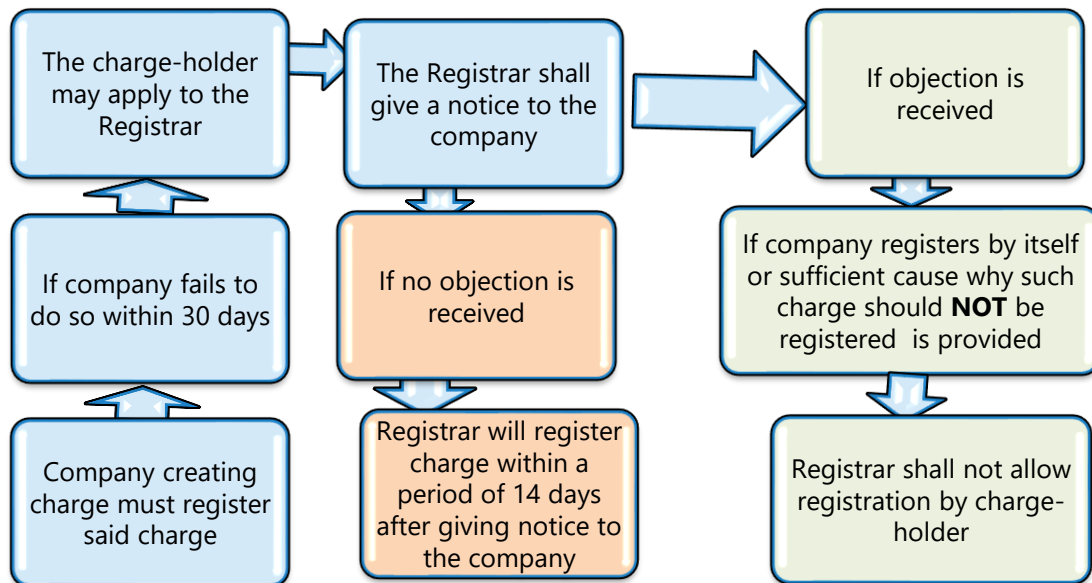 Company creating
charge must register
said charge
If company fails to
do so within 30 days
The charge-holder
may apply to the
Registrar
The Registrar shall
give a notice to the
company
If no objection is
received
Registrar will register
charge within a
period of 14 days
after giving notice to
the company
If objection is
received
If company registers by itself
or sufficient cause why such
charge should NOT be
registered is provided
Registrar shall not allow
registration by charge-
holder